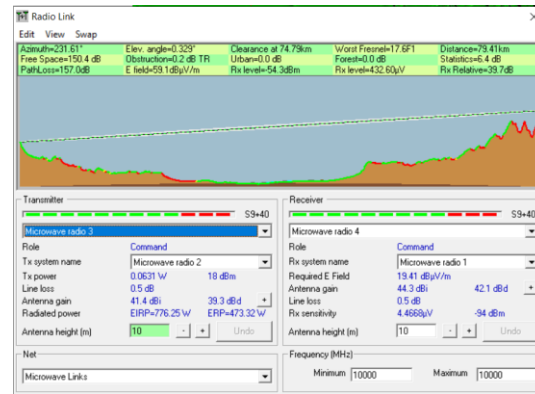 Radio Link
Edit View Swap
Azimuth=231.61° Elev. angle=0.329° Clearance at 74.79km Worst Fresnel=17.6F1 Distance=79.41km
Free Space=150.4 dB Obstruction=0.2 dB TR Urban=0.0 dB Forest=0.0 dB Statistics=6.4 dB
PathLoss=157.0dB E field=59.1dBµV/m Rx level=-54.3dBm Rx level=432.60µV Rx Relative=39.7dB
Transmitter
S9+40
Microwave radio 3
Role Command
Tx system name Microwave radio 2
Tx power 0.0631 W 18 dBm
Line loss 0.5 dB
Antenna gain 41.4 dBi 39.3 dBd +
Radiated power EIRP=776.25 W ERP=473.32 W
Antenna height (m) 10 - + Undo
Net
Microwave Links
Receiver
S9+40
Microwave radio 4
Role Command
Rx system name Microwave radio 1
Required E Field 19.41 dBµV/m
Antenna gain 44.3 dBi 42.1 dBd +
Line loss 0.5 dB
Rx sensitivity 4.4668µV -94 dBm
Antenna height (m) 10 - + Undo
Frequency (MHz)
Minimum 10000 Maximum 10000